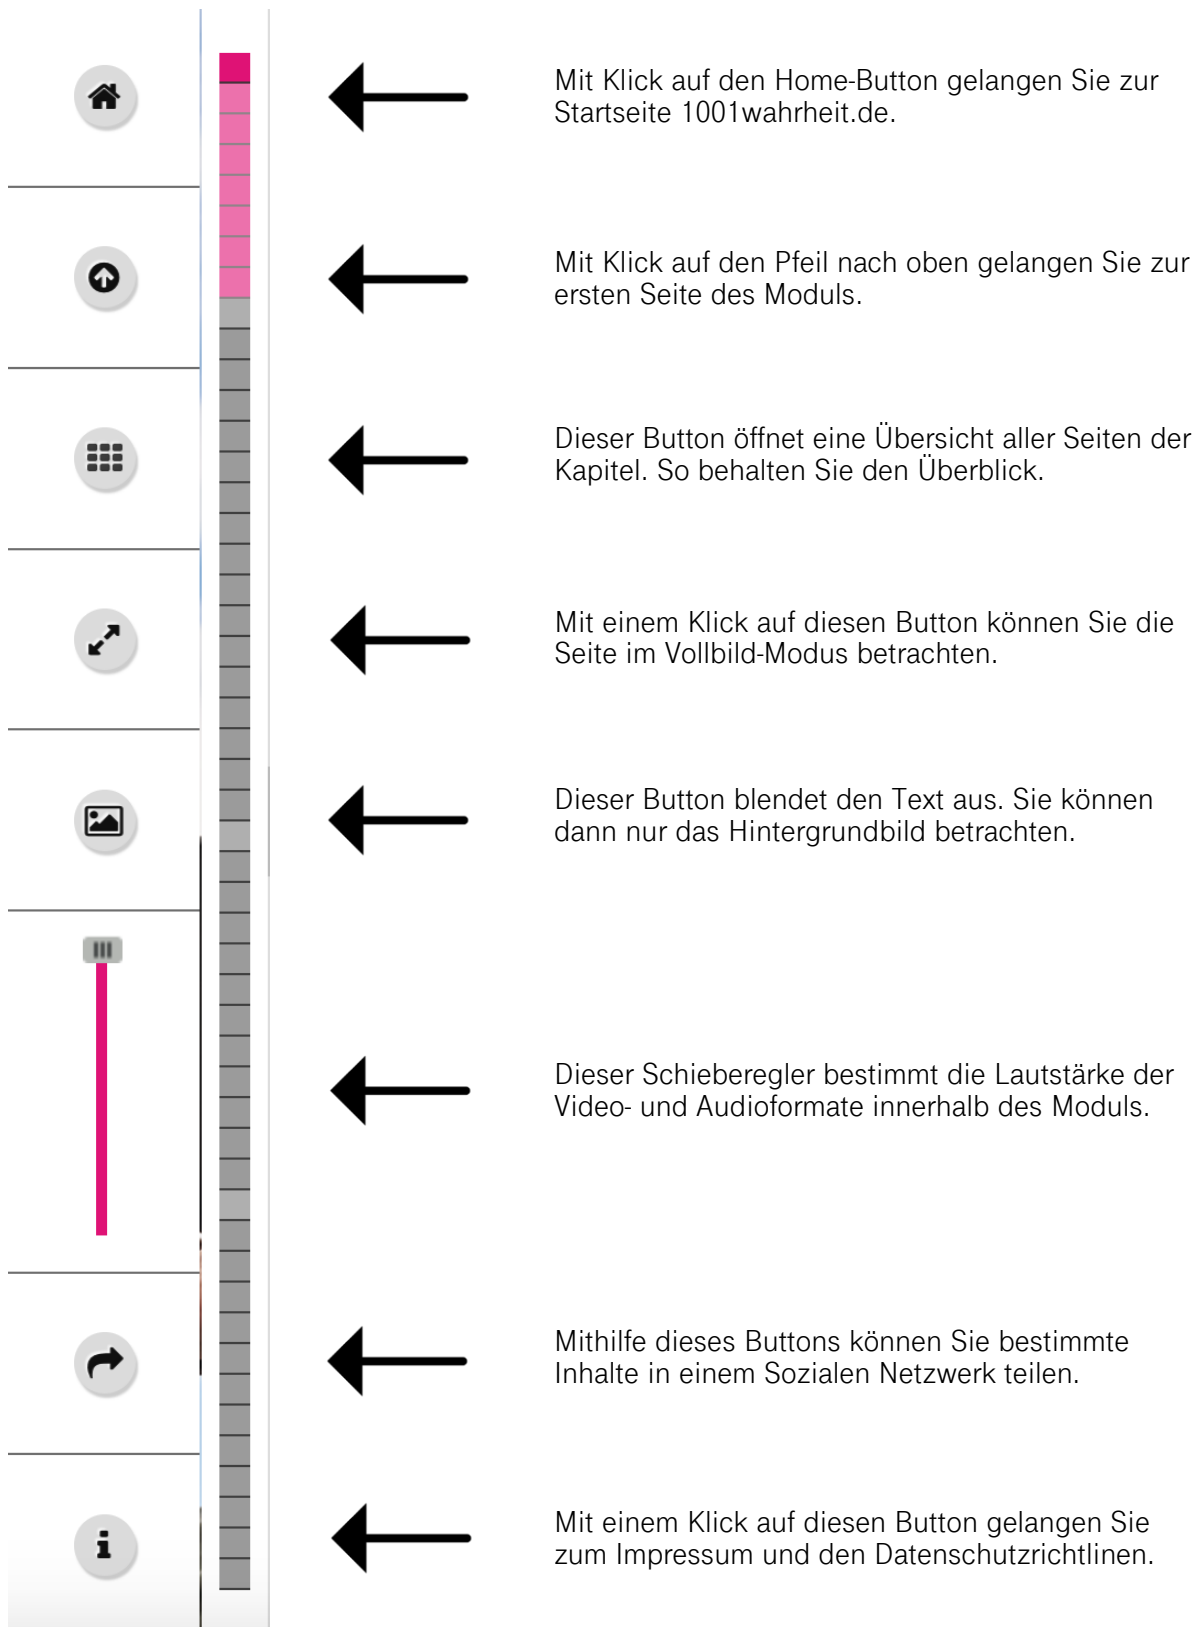 Mit Klick auf den Home-Button gelangen Sie zur
Startseite 1001wahrheit.de.
Mit Klick auf den Pfeil nach oben gelangen Sie zur
ersten Seite des Moduls.
Dieser Button öffnet eine Übersicht aller Seiten der
Kapitel. So behalten Sie den Überblick.
Mit einem Klick auf diesen Button können Sie die
Seite im Vollbild-Modus betrachten.
Dieser Button blendet den Text aus. Sie können
dann nur das Hintergrundbild betrachten.
Dieser Schieberegler bestimmt die Lautstärke der
Video- und Audioformate innerhalb des Moduls.
Mithilfe dieses Buttons können Sie bestimmte
Inhalte in einem Sozialen Netzwerk teilen.
Mit einem Klick auf diesen Button gelangen Sie
zum Impressum und den Datenschutzrichtlinen.